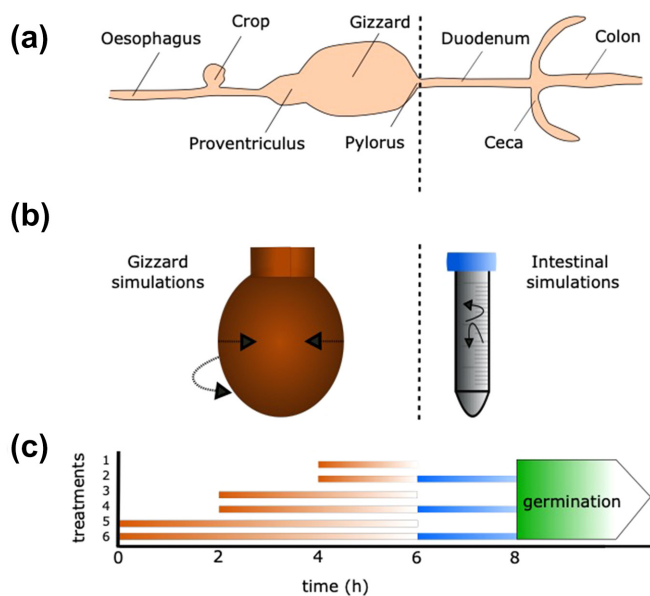 (a)
Oesophagus
Crop
Gizzard
Duodenum
Colon
Proventriculus
Pylorus
Ceca
(b)
Gizzard
simulations
Intestinal
simulations
(c)
treatments
1
2
3
4
5
6
germination
0 2 4 6 8
time (h)